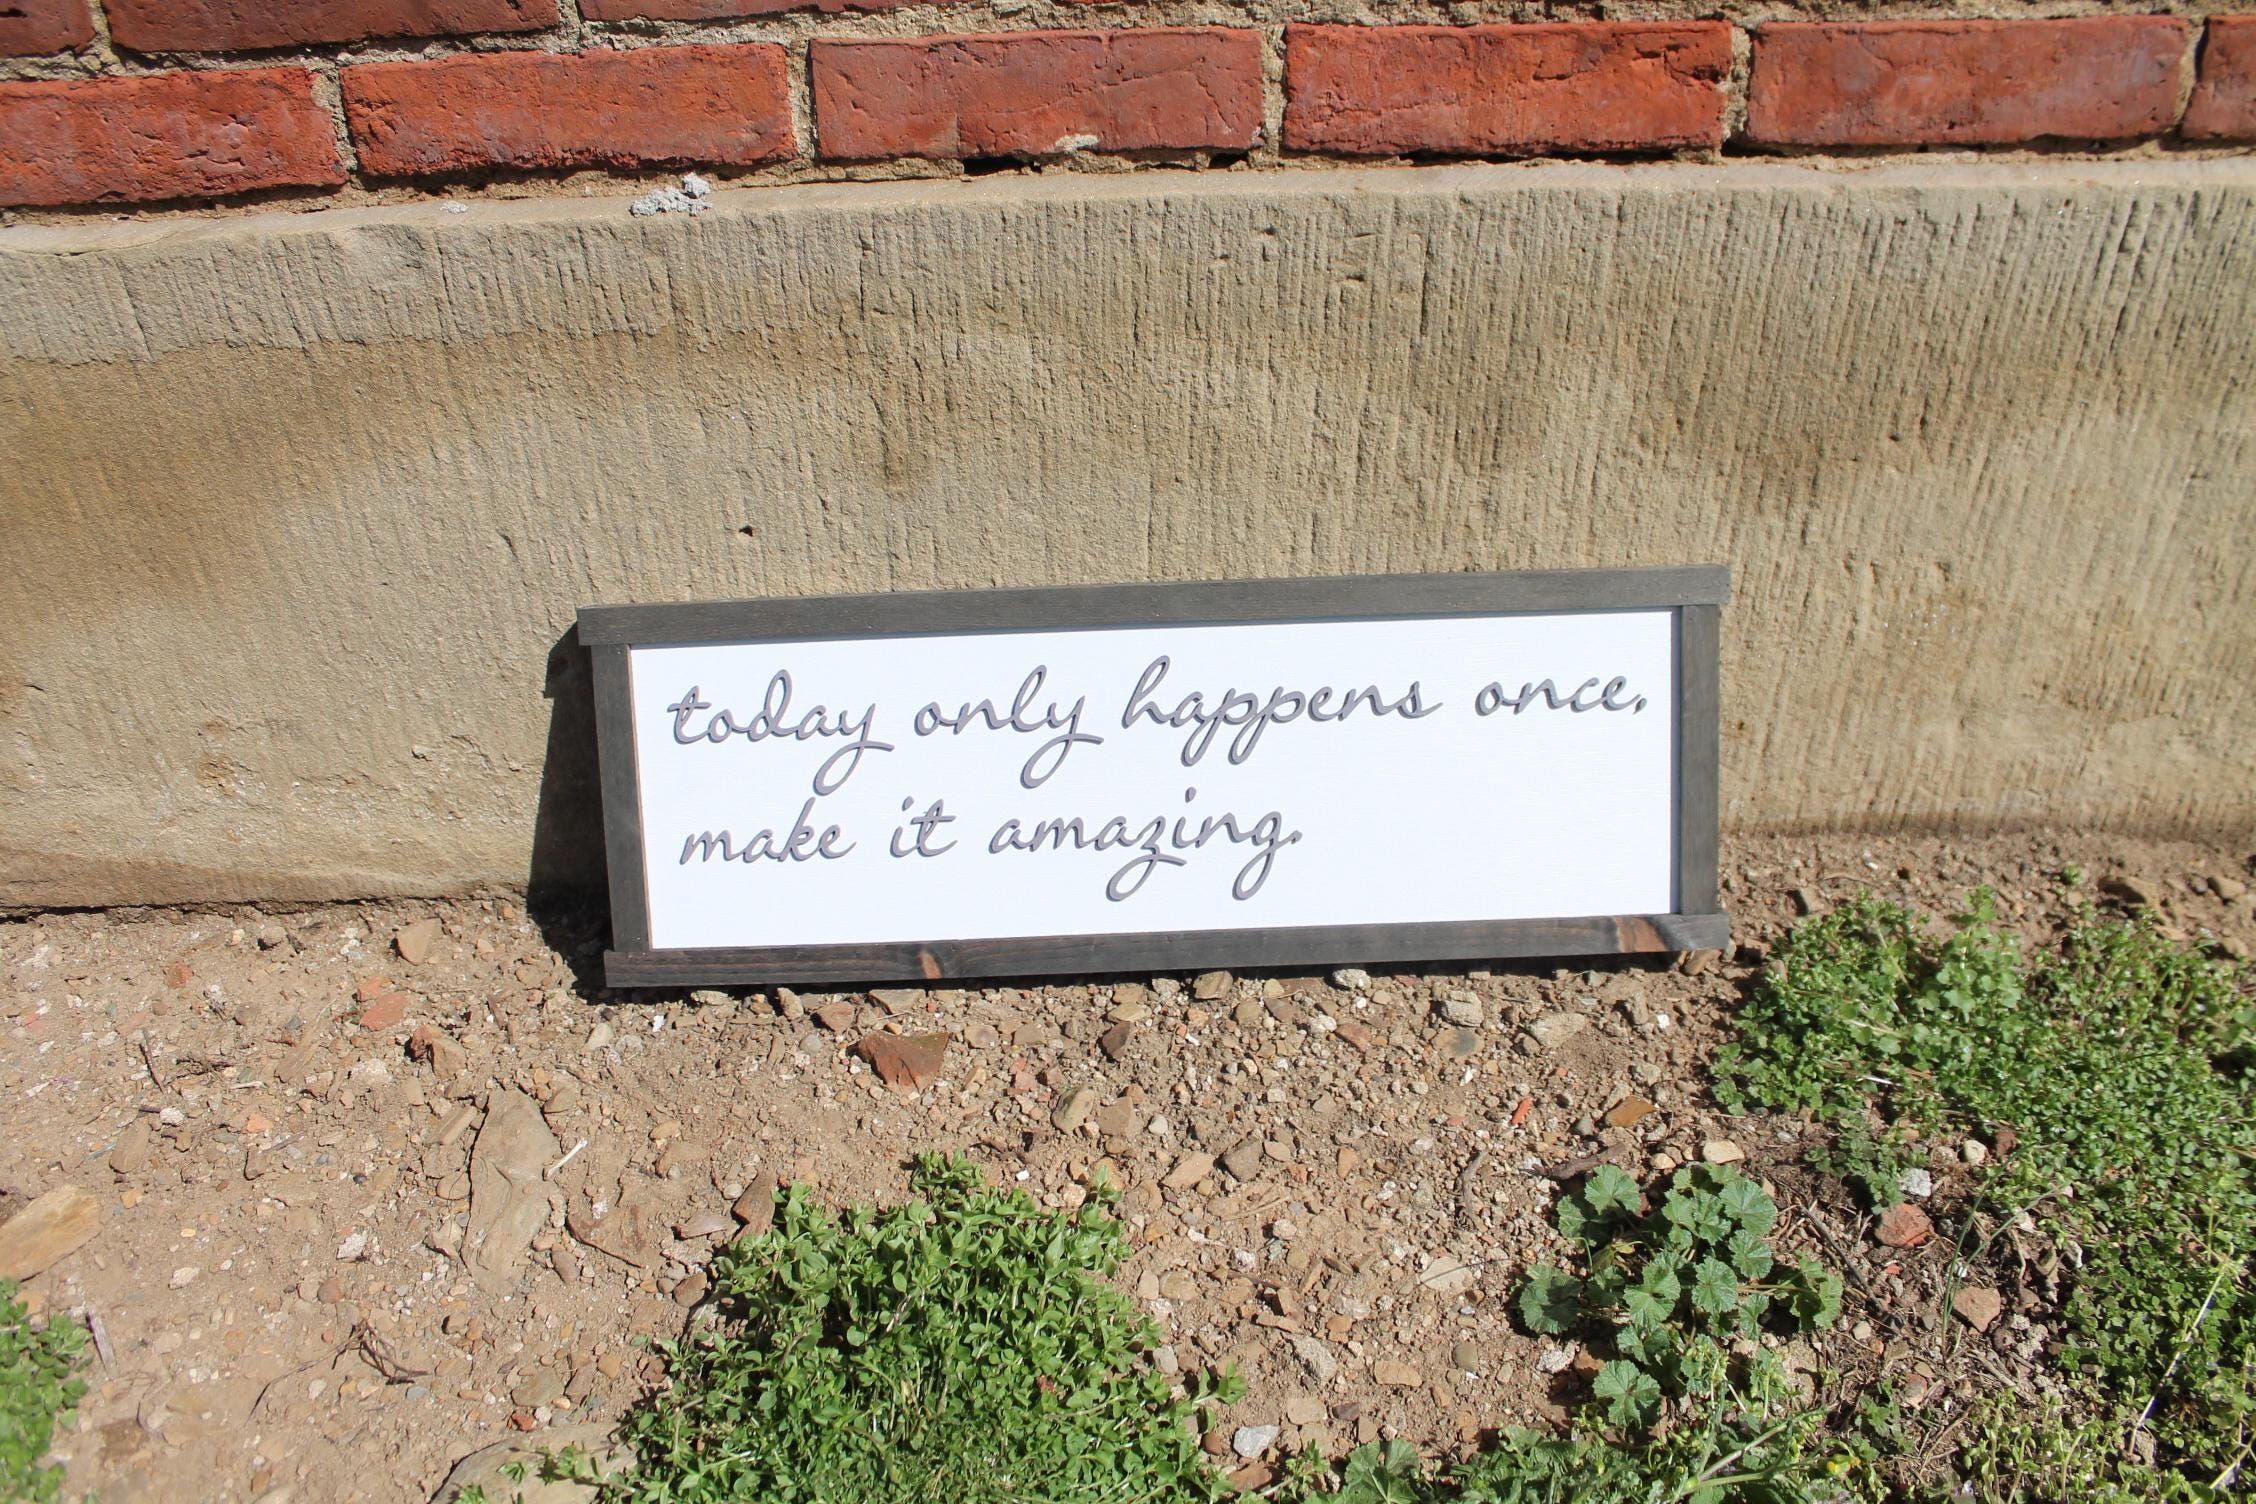 today only happens once,
make it amazing.